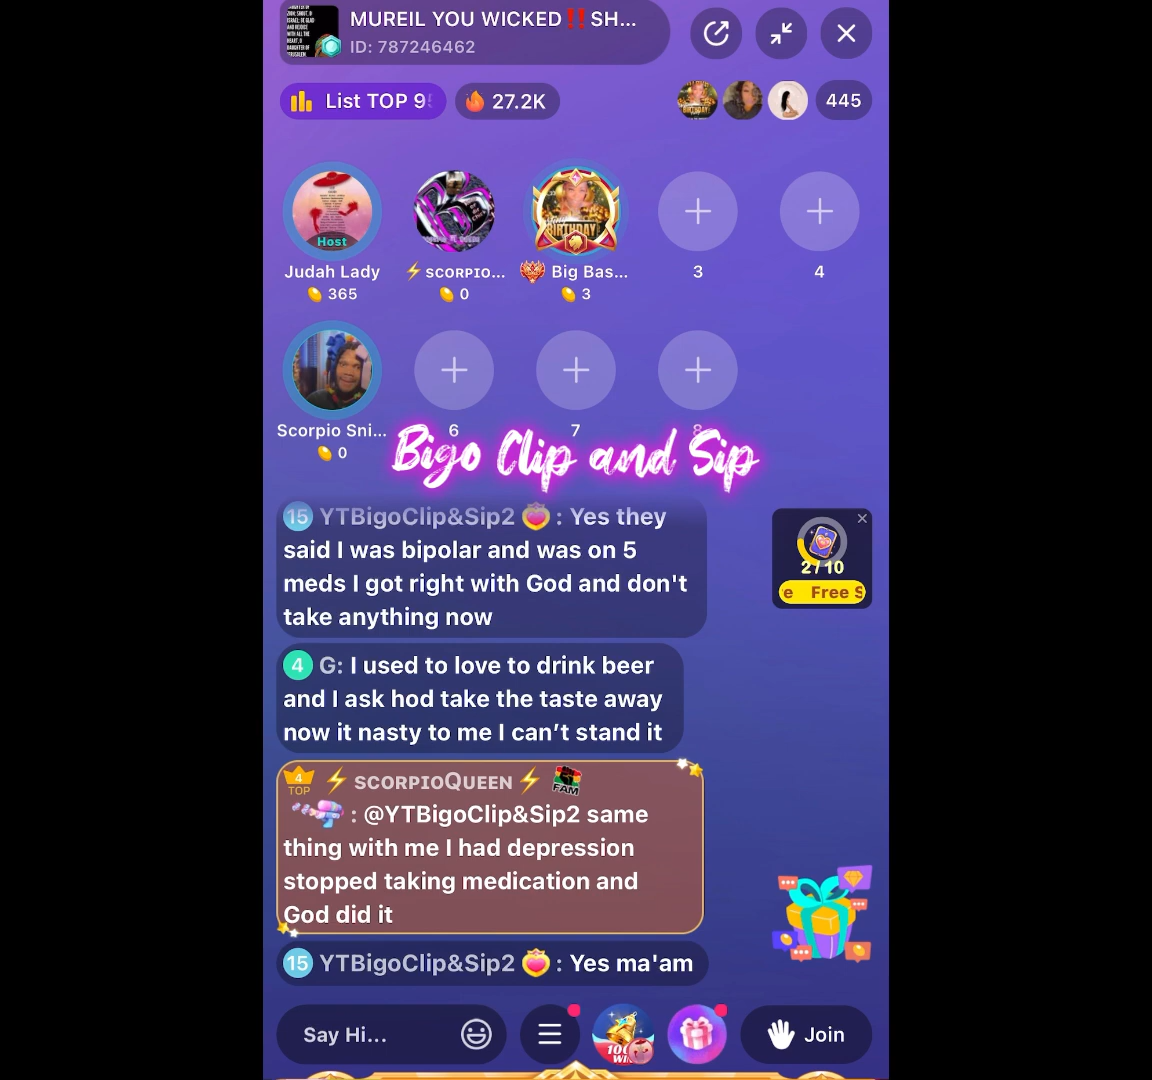 MUREIL YOU WICKED‼️SH...
ID: 787246462
List TOP 9
27.2K
445
Host
BIRTHDAY
Judah Lady
⚡SCORPIO...
Big Bas...
3
4
365
0
3
Scorpio Sni...
6
7
8
0
Bigo Clip and Sip
15 YTBigoClip&Sip2 : Yes they
said I was bipolar and was on 5
meds I got right with God and don't
take anything now
2/10
e Free S
4 G: I used to love to drink beer
and I ask hod take the taste away
now it nasty to me I can't stand it
4 TOP ⚡SCORPIOQUEEN⚡ FAM
: @YTBigoClip&Sip2 same
thing with me I had depression
stopped taking medication and
God did it
15 YTBigoClip&Sip2 : Yes ma'am
Say Hi...
Join